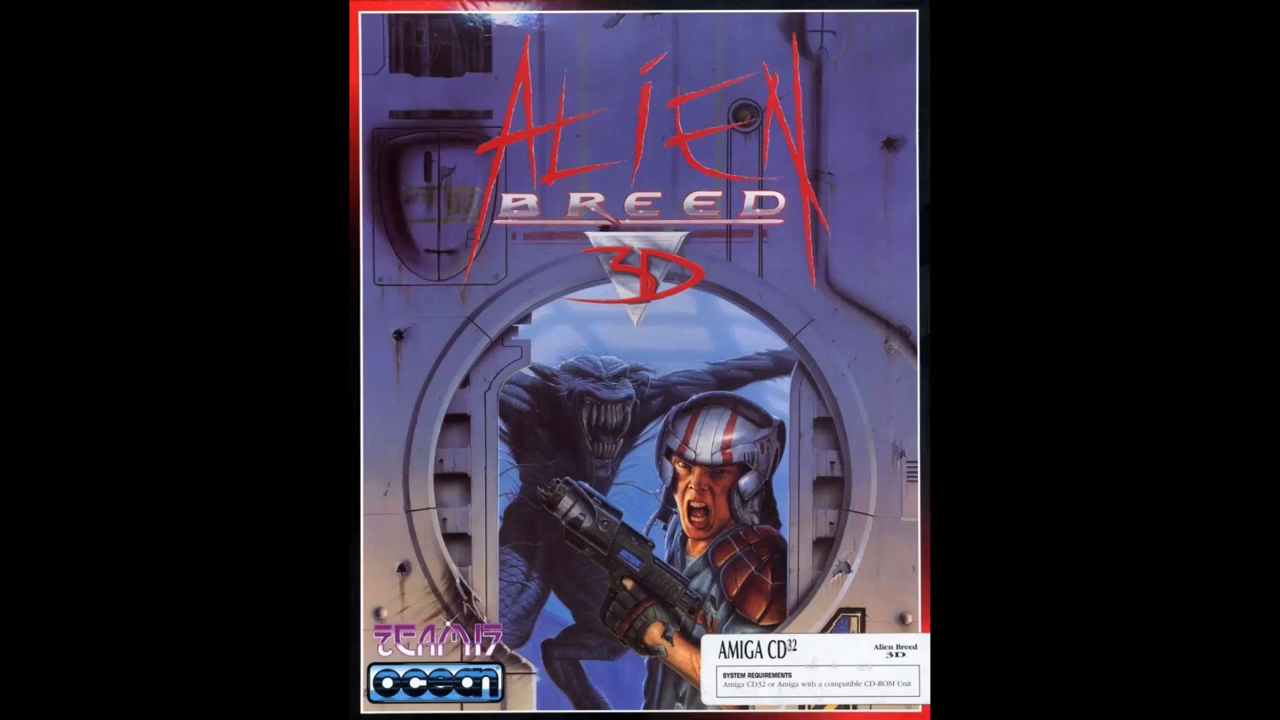 ALiEN
BREED
3D
TEAM17
ocean
AMIGA CD32
Alien Breed
3D
SYSTEM REQUIREMENTS
Amiga CD32 or Amiga with a compatible CD-ROM Unit